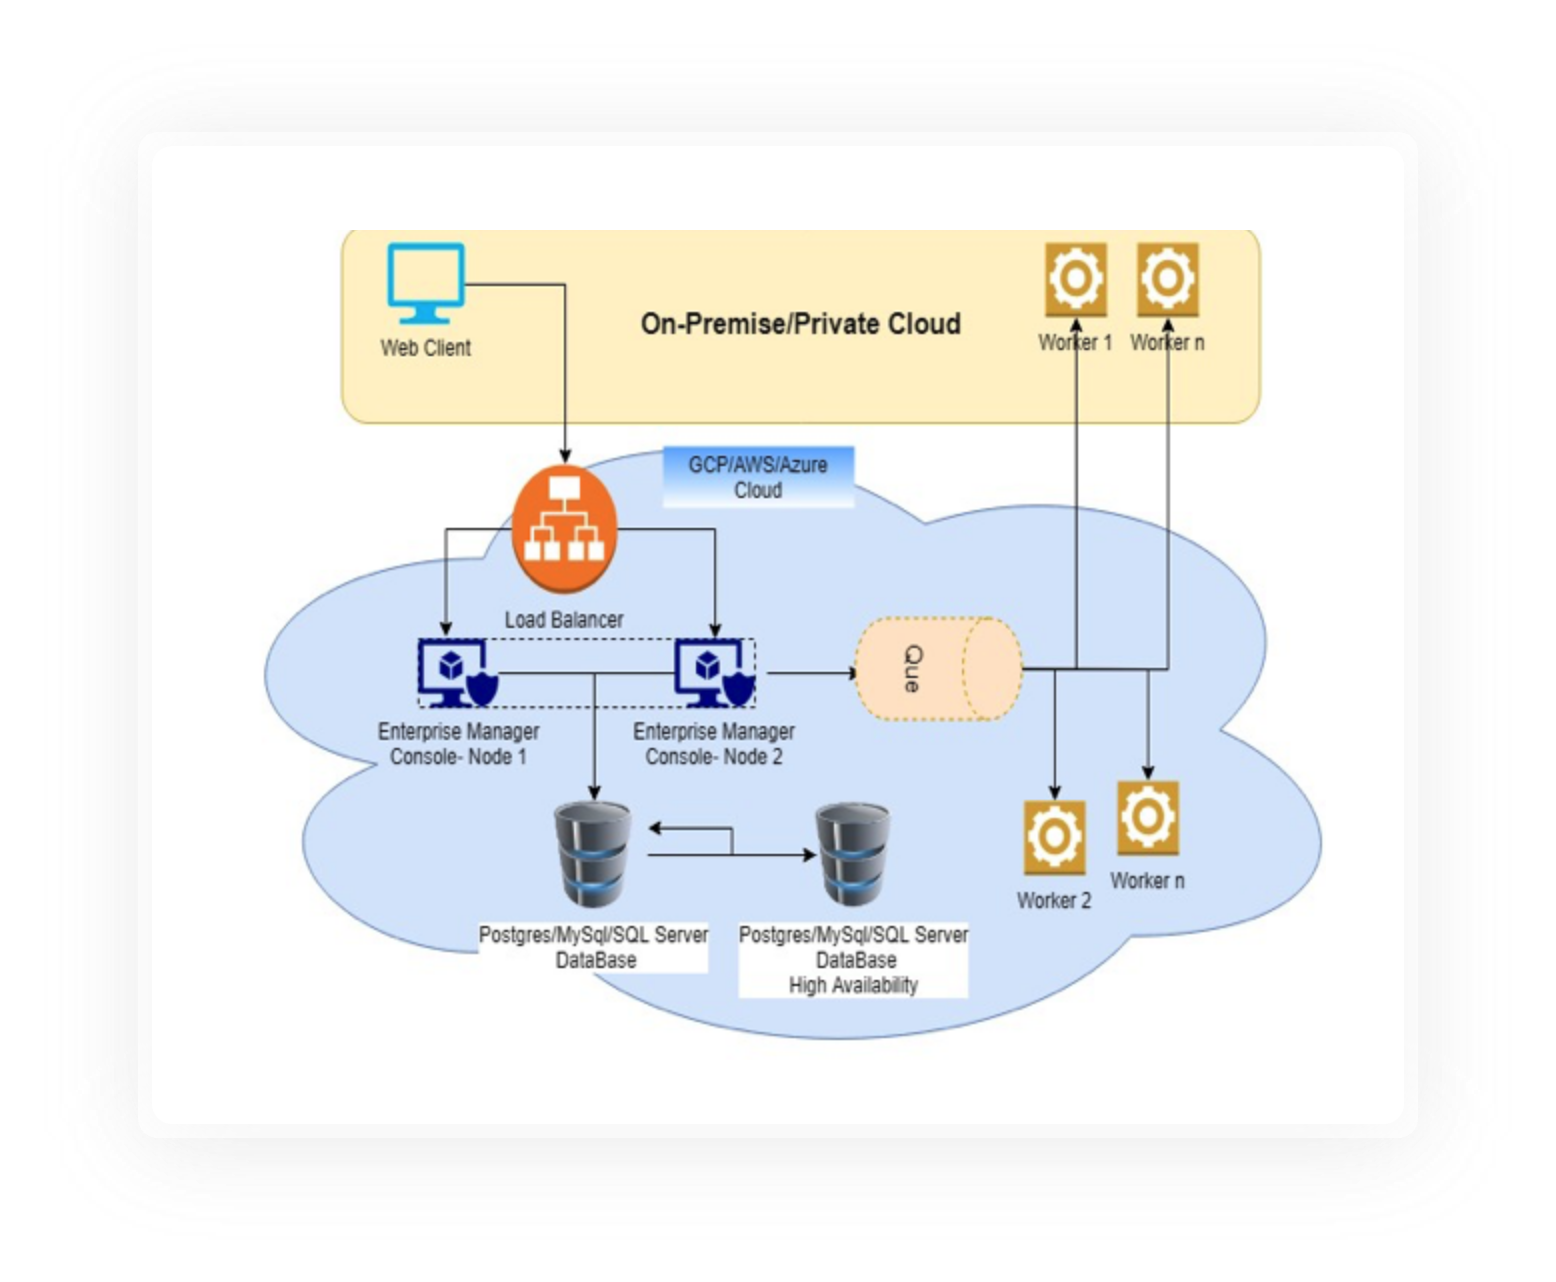 On-Premise/Private Cloud
Web Client
Worker 1
Worker n
GCP/AWS/Azure
Cloud
Load Balancer
Que
Enterprise Manager
Console- Node 1
Enterprise Manager
Console- Node 2
Worker 2
Worker n
Postgres/MySql/SQL Server
DataBase
Postgres/MySql/SQL Server
DataBase
High Availability